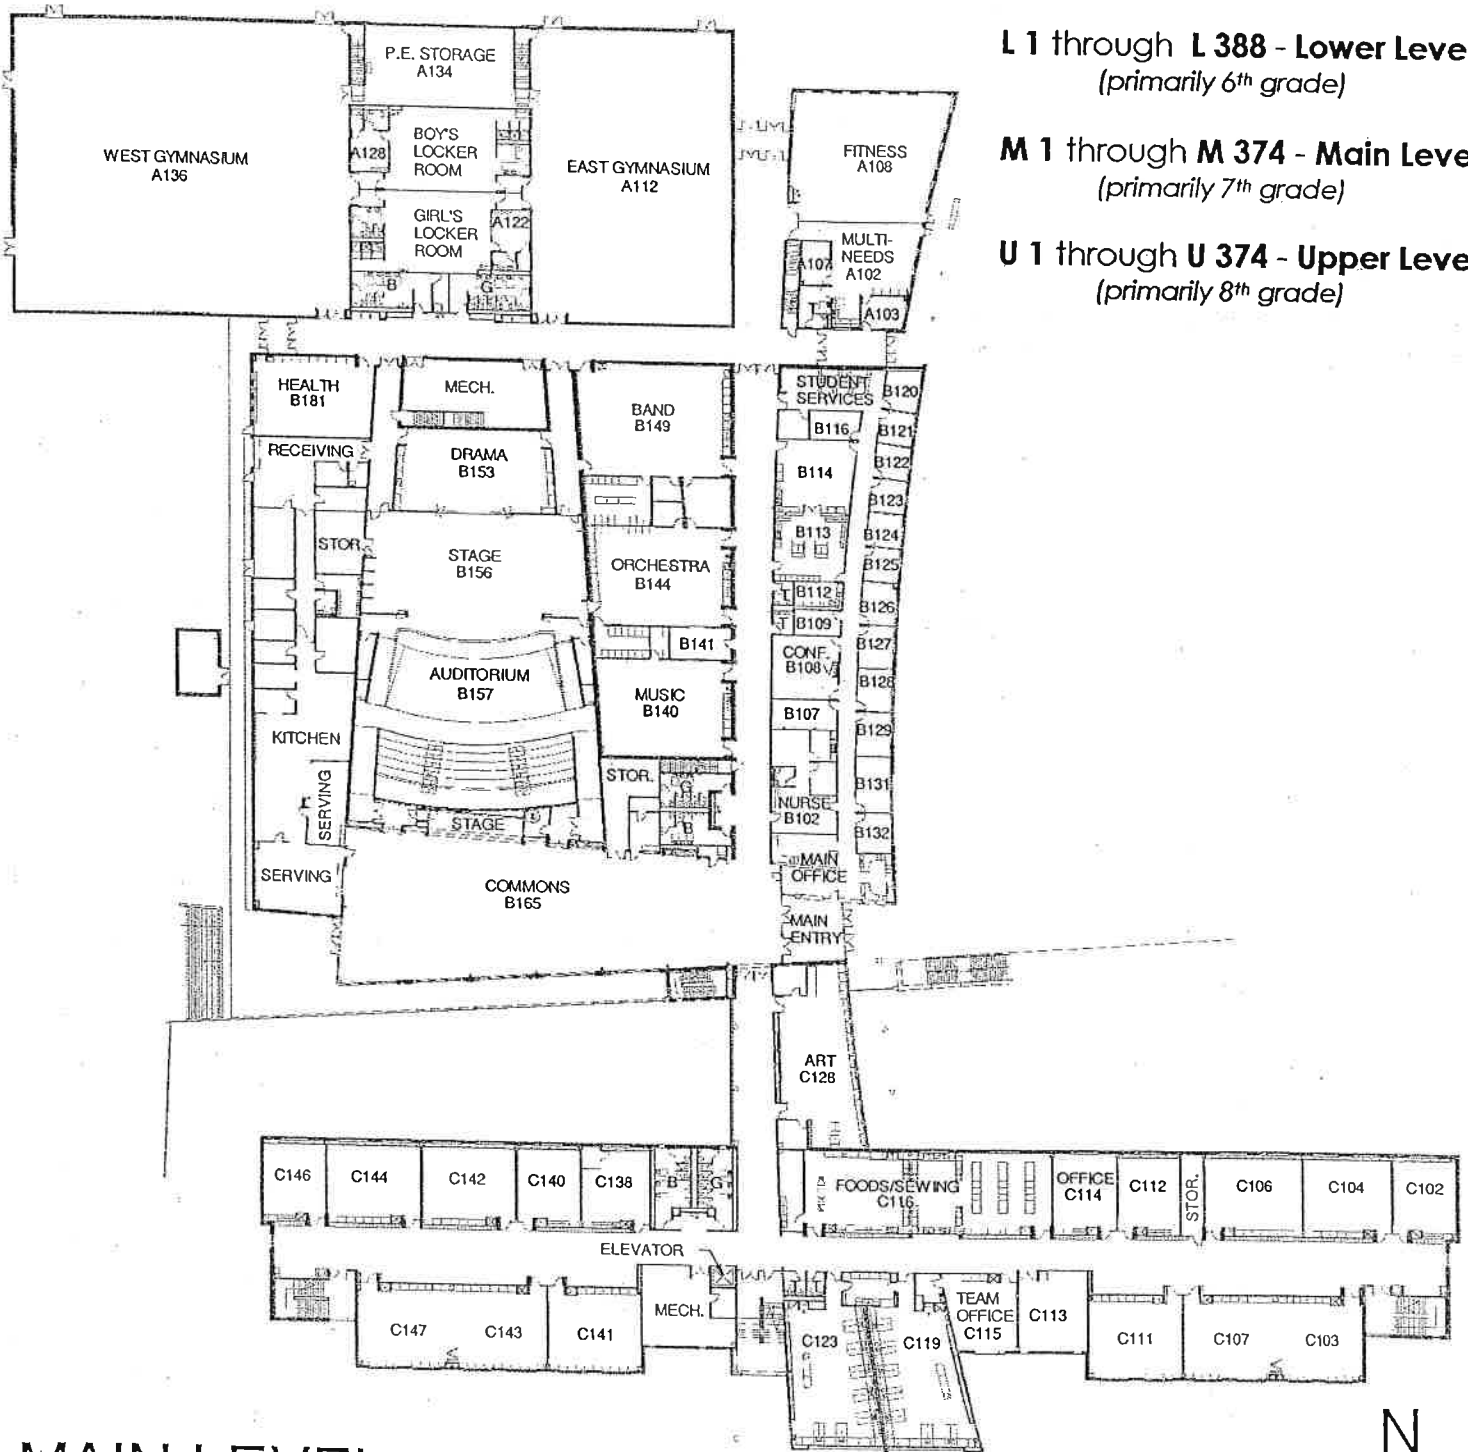 L 1 through L 388 - Lower Leve
(primarily 6th grade)
M 1 through M 374 - Main Leve
(primarily 7th grade)
U 1 through U 374 - Upper Leve
(primarily 8th grade)
P.E. STORAGE
A134
WEST GYMNASIUM
A136
A128
BOY'S
LOCKER
ROOM
EAST GYMNASIUM
A112
FITNESS
A108
GIRL'S
LOCKER
ROOM
A122
B
G
MULTI-
NEEDS
A102
A107
T
A103
HEALTH
B181
MECH.
BAND
B149
STUDENT
SERVICES
B120
B116
B121
RECEIVING
DRAMA
B153
B114
B122
B123
STOR.
STAGE
B156
ORCHESTRA
B144
B113
B124
B125
T
B112
B126
T
B109
B141
B127
CONF.
B108
AUDITORIUM
B157
MUSIC
B140
B128
B107
B129
KITCHEN
STOR.
G
B
B131
SERVING
STAGE
NURSE
B102
B132
SERVING
COMMONS
B165
MAIN
OFFICE
MAIN
ENTRY
ART
C128
C146
C144
C142
C140
C138
B
G
FOODS/SEWING
C116
OFFICE
C114
C112
STOR.
C106
C104
C102
ELEVATOR
MECH.
C147
C143
C141
C123
C119
TEAM
OFFICE
C115
C113
C111
C107
C103
N
MAIN LEVEL